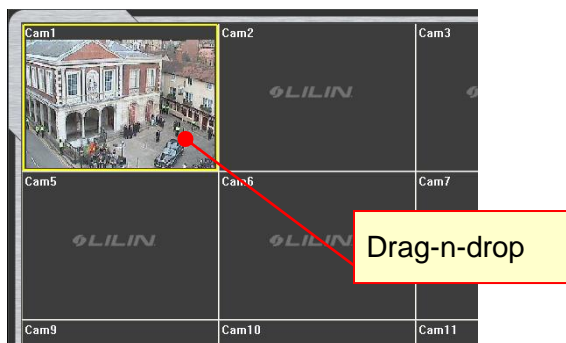 Cam1 Cam2 Cam3
LILIN
Cam5 Cam6 Cam7
LILIN LILIN
Drag-n-drop
Cam9 Cam10 Cam11